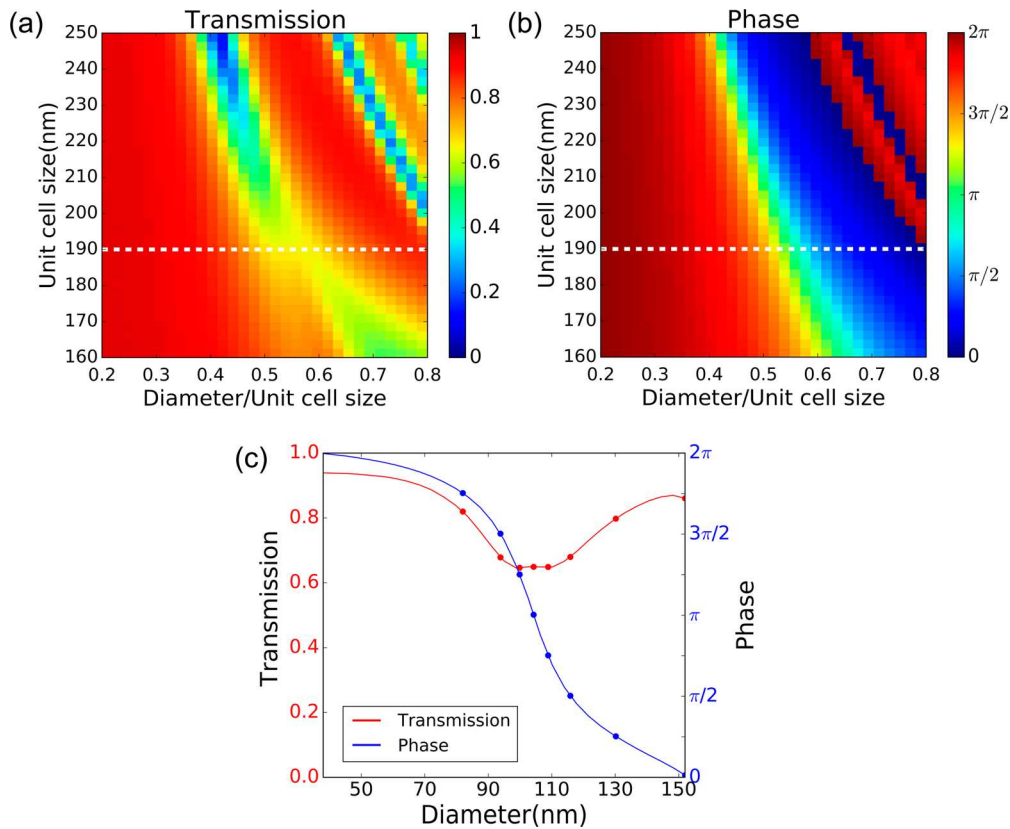 (a)
Transmission
Unit cell size(nm)
250
240
230
220
210
200
190
180
170
160
0.2 0.3 0.4 0.5 0.6 0.7 0.8
Diameter/Unit cell size
1
0.8
0.6
0.4
0.2
0
(b)
Phase
Unit cell size(nm)
250
240
230
220
210
200
190
180
170
160
0.2 0.3 0.4 0.5 0.6 0.7 0.8
Diameter/Unit cell size
2π
3π/2
π
π/2
0
(c)
Transmission
1.0
0.8
0.6
0.4
0.2
0.0
50 70 90 110 130 150
Diameter(nm)
2π
3π/2
π
π/2
0
Phase
Transmission
Phase